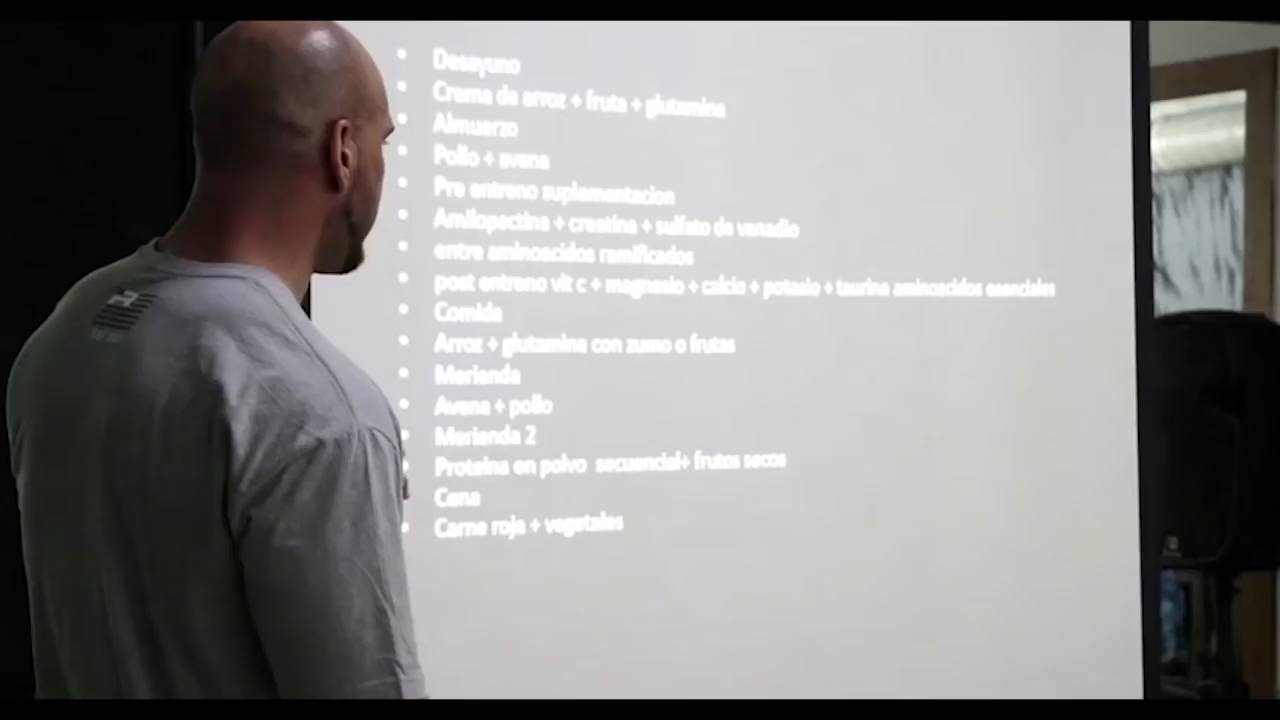 Desayuno
Crema de arroz + fruta + glutamina
Almuerzo
Pollo + avena
Pre entreno suplementacion
Amilopectina + creatina + sulfato de vanadio
entre aminoacidos ramificados
post entreno vit c + magnesio + calcio + potasio + taurina aminoacidos esenciales
Comida
Arroz + glutamina con zumo o frutas
Merienda
Avena + pollo
Merienda 2
Proteina en polvo secuencial+ frutos secos
Cena
Carne roja + vegetales